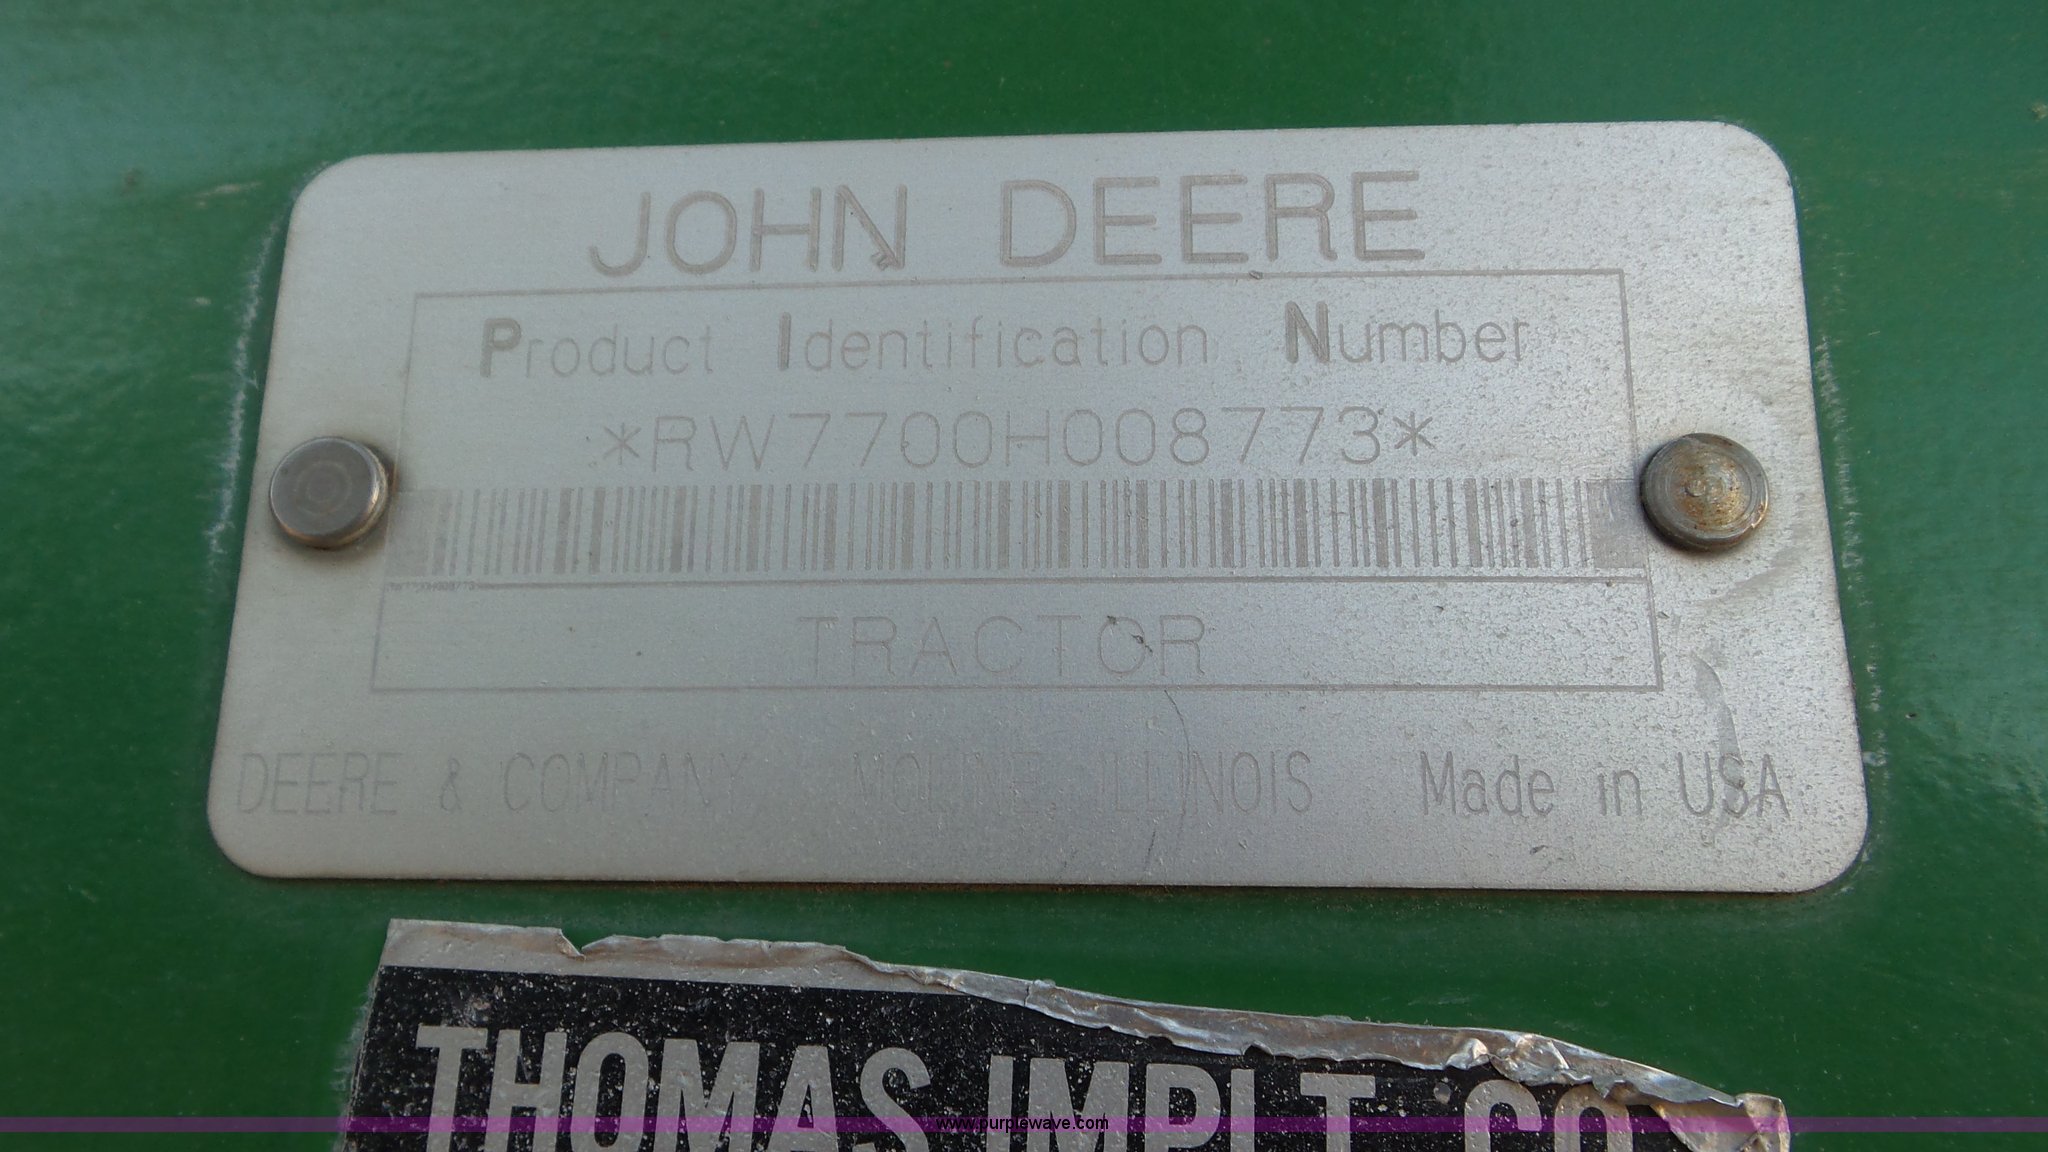 JOHN DEERE
Product Identification Number
*RW7700H008773*
TRACTOR
DEERE & COMPANY MOLINE, ILLINOIS Made in USA
THOMAS IMPLT. CO
www.purplewave.com